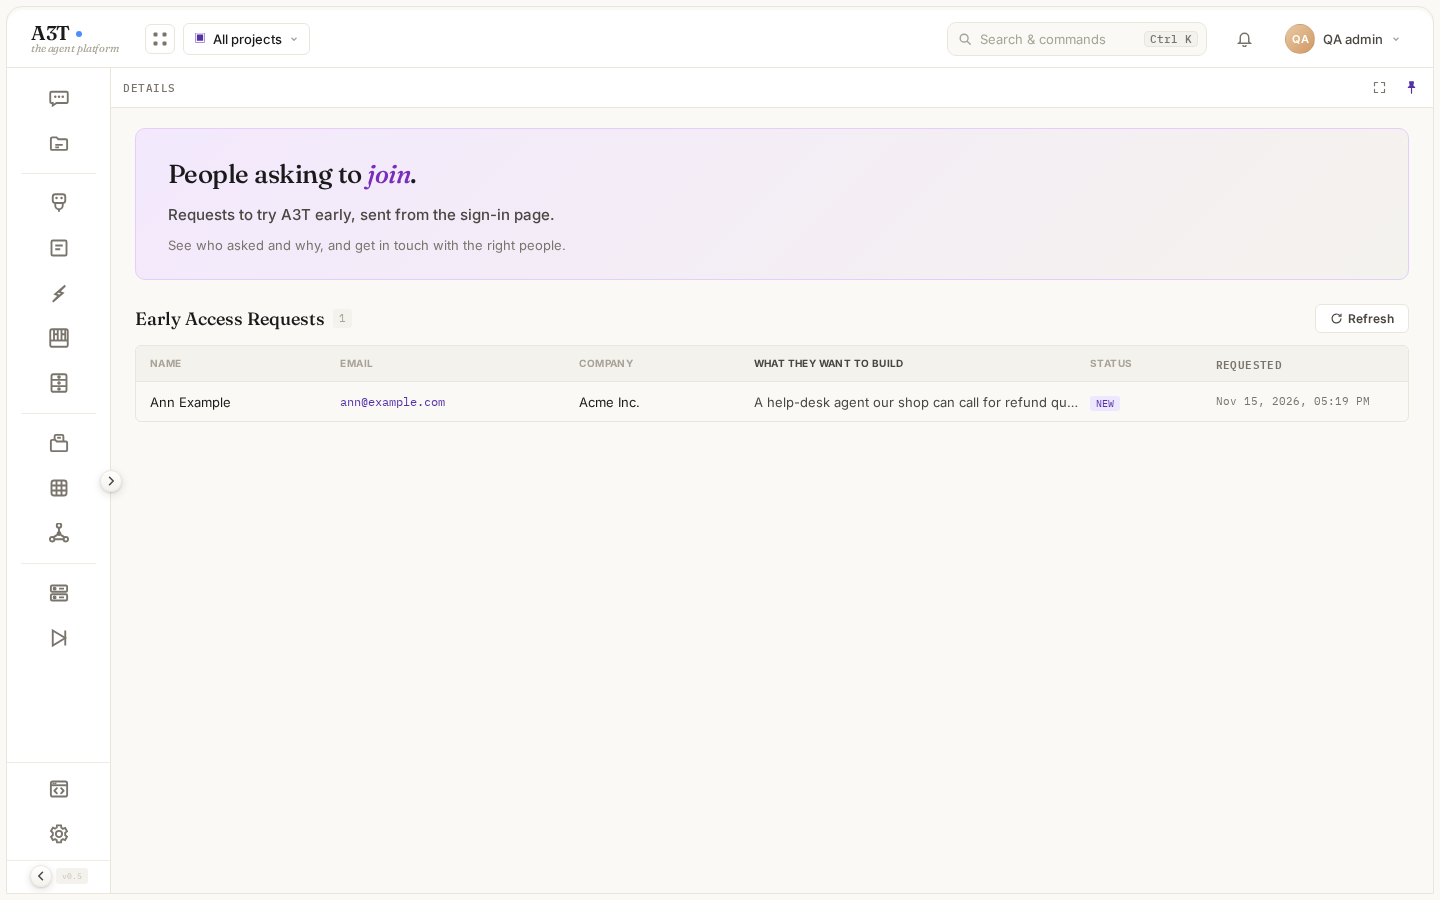 A3T
the agent platform
All projects
Search & commands
Ctrl K
QA
QA admin
DETAILS
People asking to join.
Requests to try A3T early, sent from the sign-in page.
See who asked and why, and get in touch with the right people.
Early Access Requests 1
Refresh
NAME EMAIL COMPANY WHAT THEY WANT TO BUILD STATUS REQUESTED
Ann Example ann@example.com Acme Inc. A help-desk agent our shop can call for refund qu... NEW Nov 15, 2026, 05:19 PM
v0.5